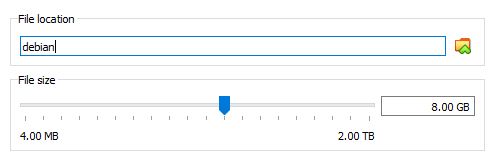 File location
debian
File size
8.00 GB
4.00 MB
2.00 TB